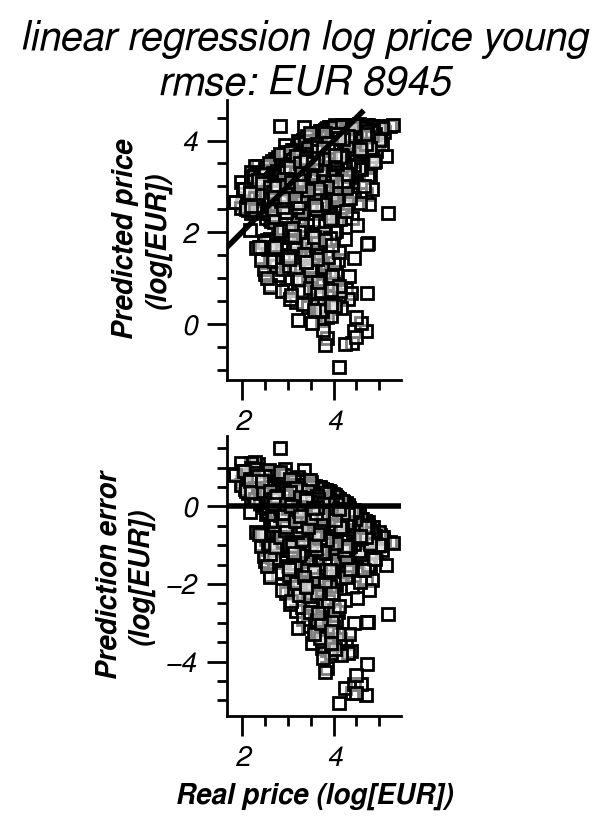 linear regression log price young
rmse: EUR 8945
Predicted price
(log[EUR])
4
2
0
2
4
Prediction error
(log[EUR])
0
−2
−4
2
4
Real price (log[EUR])